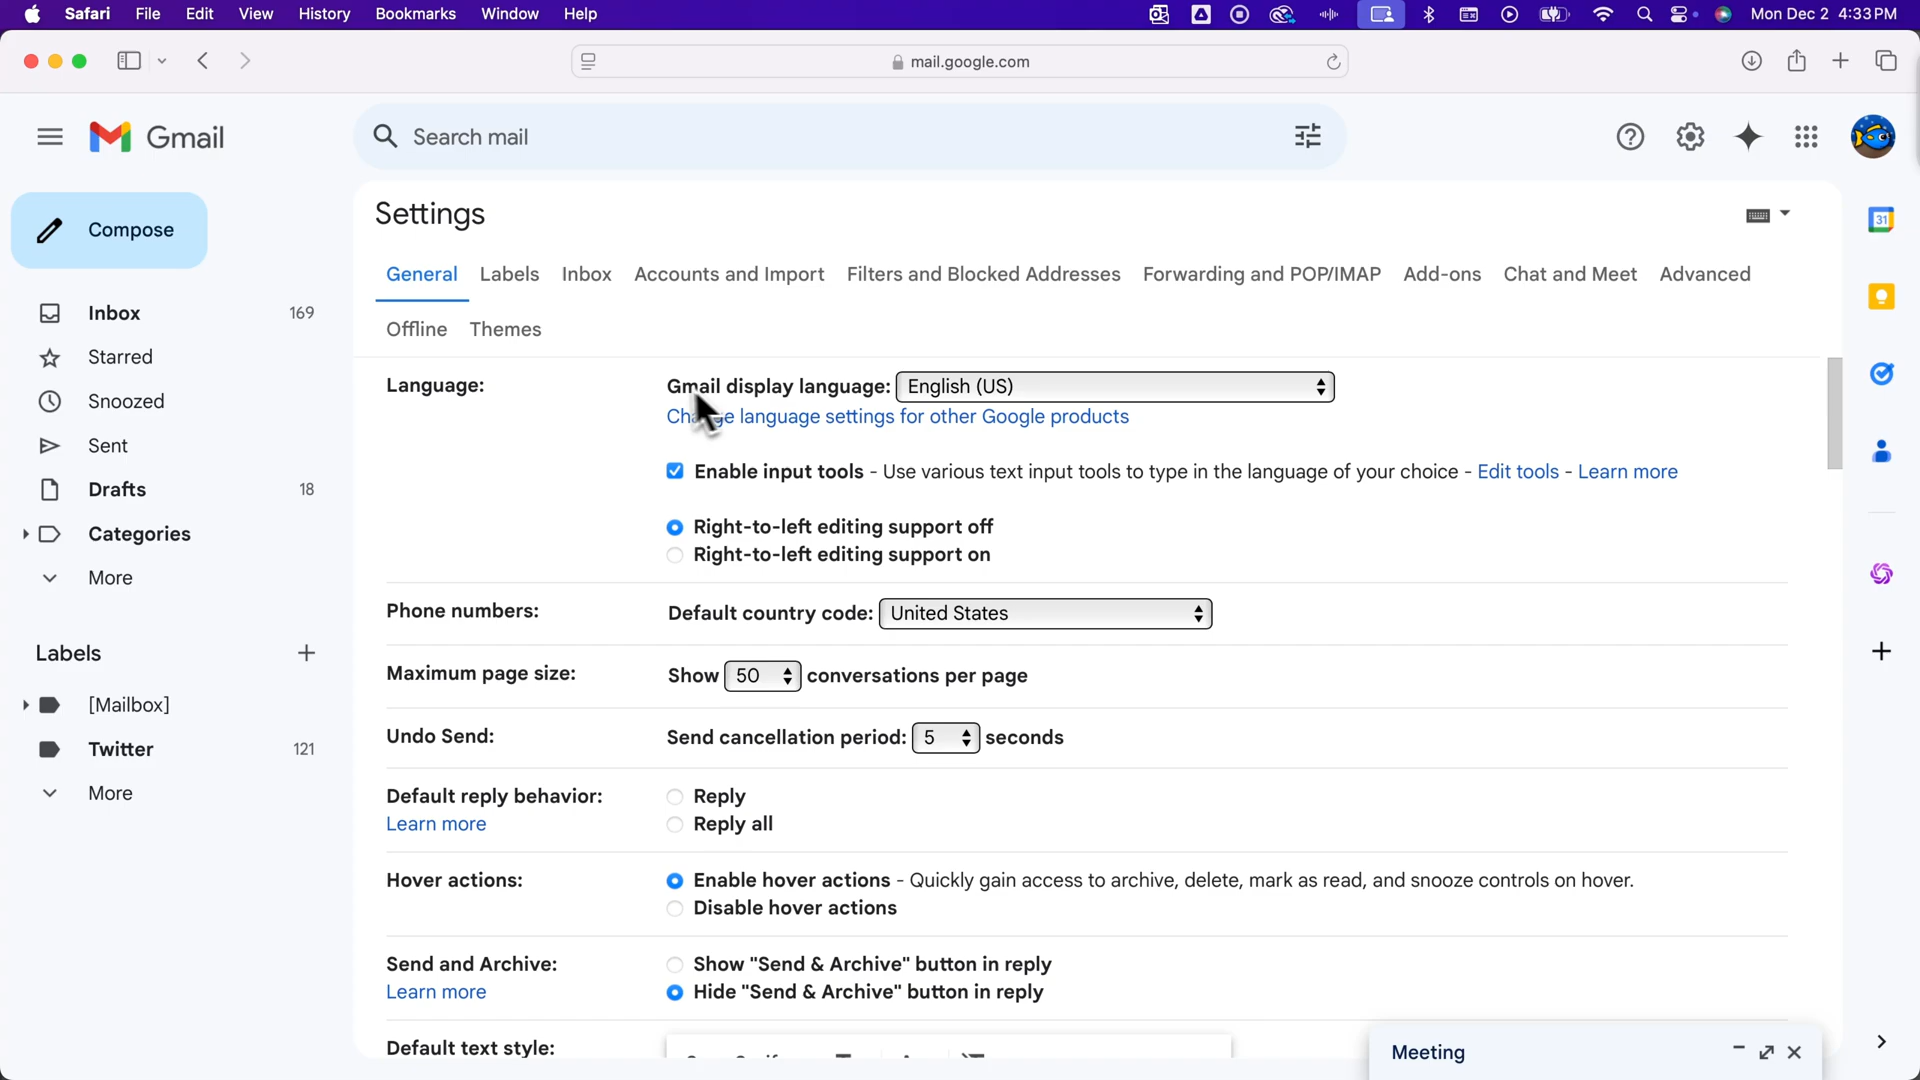 Safari File Edit View History Bookmarks Window Help Mon Dec 2 4:33 PM
mail.google.com
Gmail
Search mail
Compose
Inbox 169
Starred
Snoozed
Sent
Drafts 18
Categories
More
Labels
[Mailbox]
Twitter 121
More
Settings
General Labels Inbox Accounts and Import Filters and Blocked Addresses Forwarding and POP/IMAP Add-ons Chat and Meet Advanced
Offline Themes
Language: Gmail display language: English (US)
Change language settings for other Google products
Enable input tools - Use various text input tools to type in the language of your choice - Edit tools - Learn more
Right-to-left editing support off
Right-to-left editing support on
Phone numbers: Default country code: United States
Maximum page size: Show 50 conversations per page
Undo Send: Send cancellation period: 5 seconds
Default reply behavior: Reply
Learn more Reply all
Hover actions: Enable hover actions - Quickly gain access to archive, delete, mark as read, and snooze controls on hover.
Disable hover actions
Send and Archive: Show "Send & Archive" button in reply
Learn more Hide "Send & Archive" button in reply
Default text style:
31
Meeting